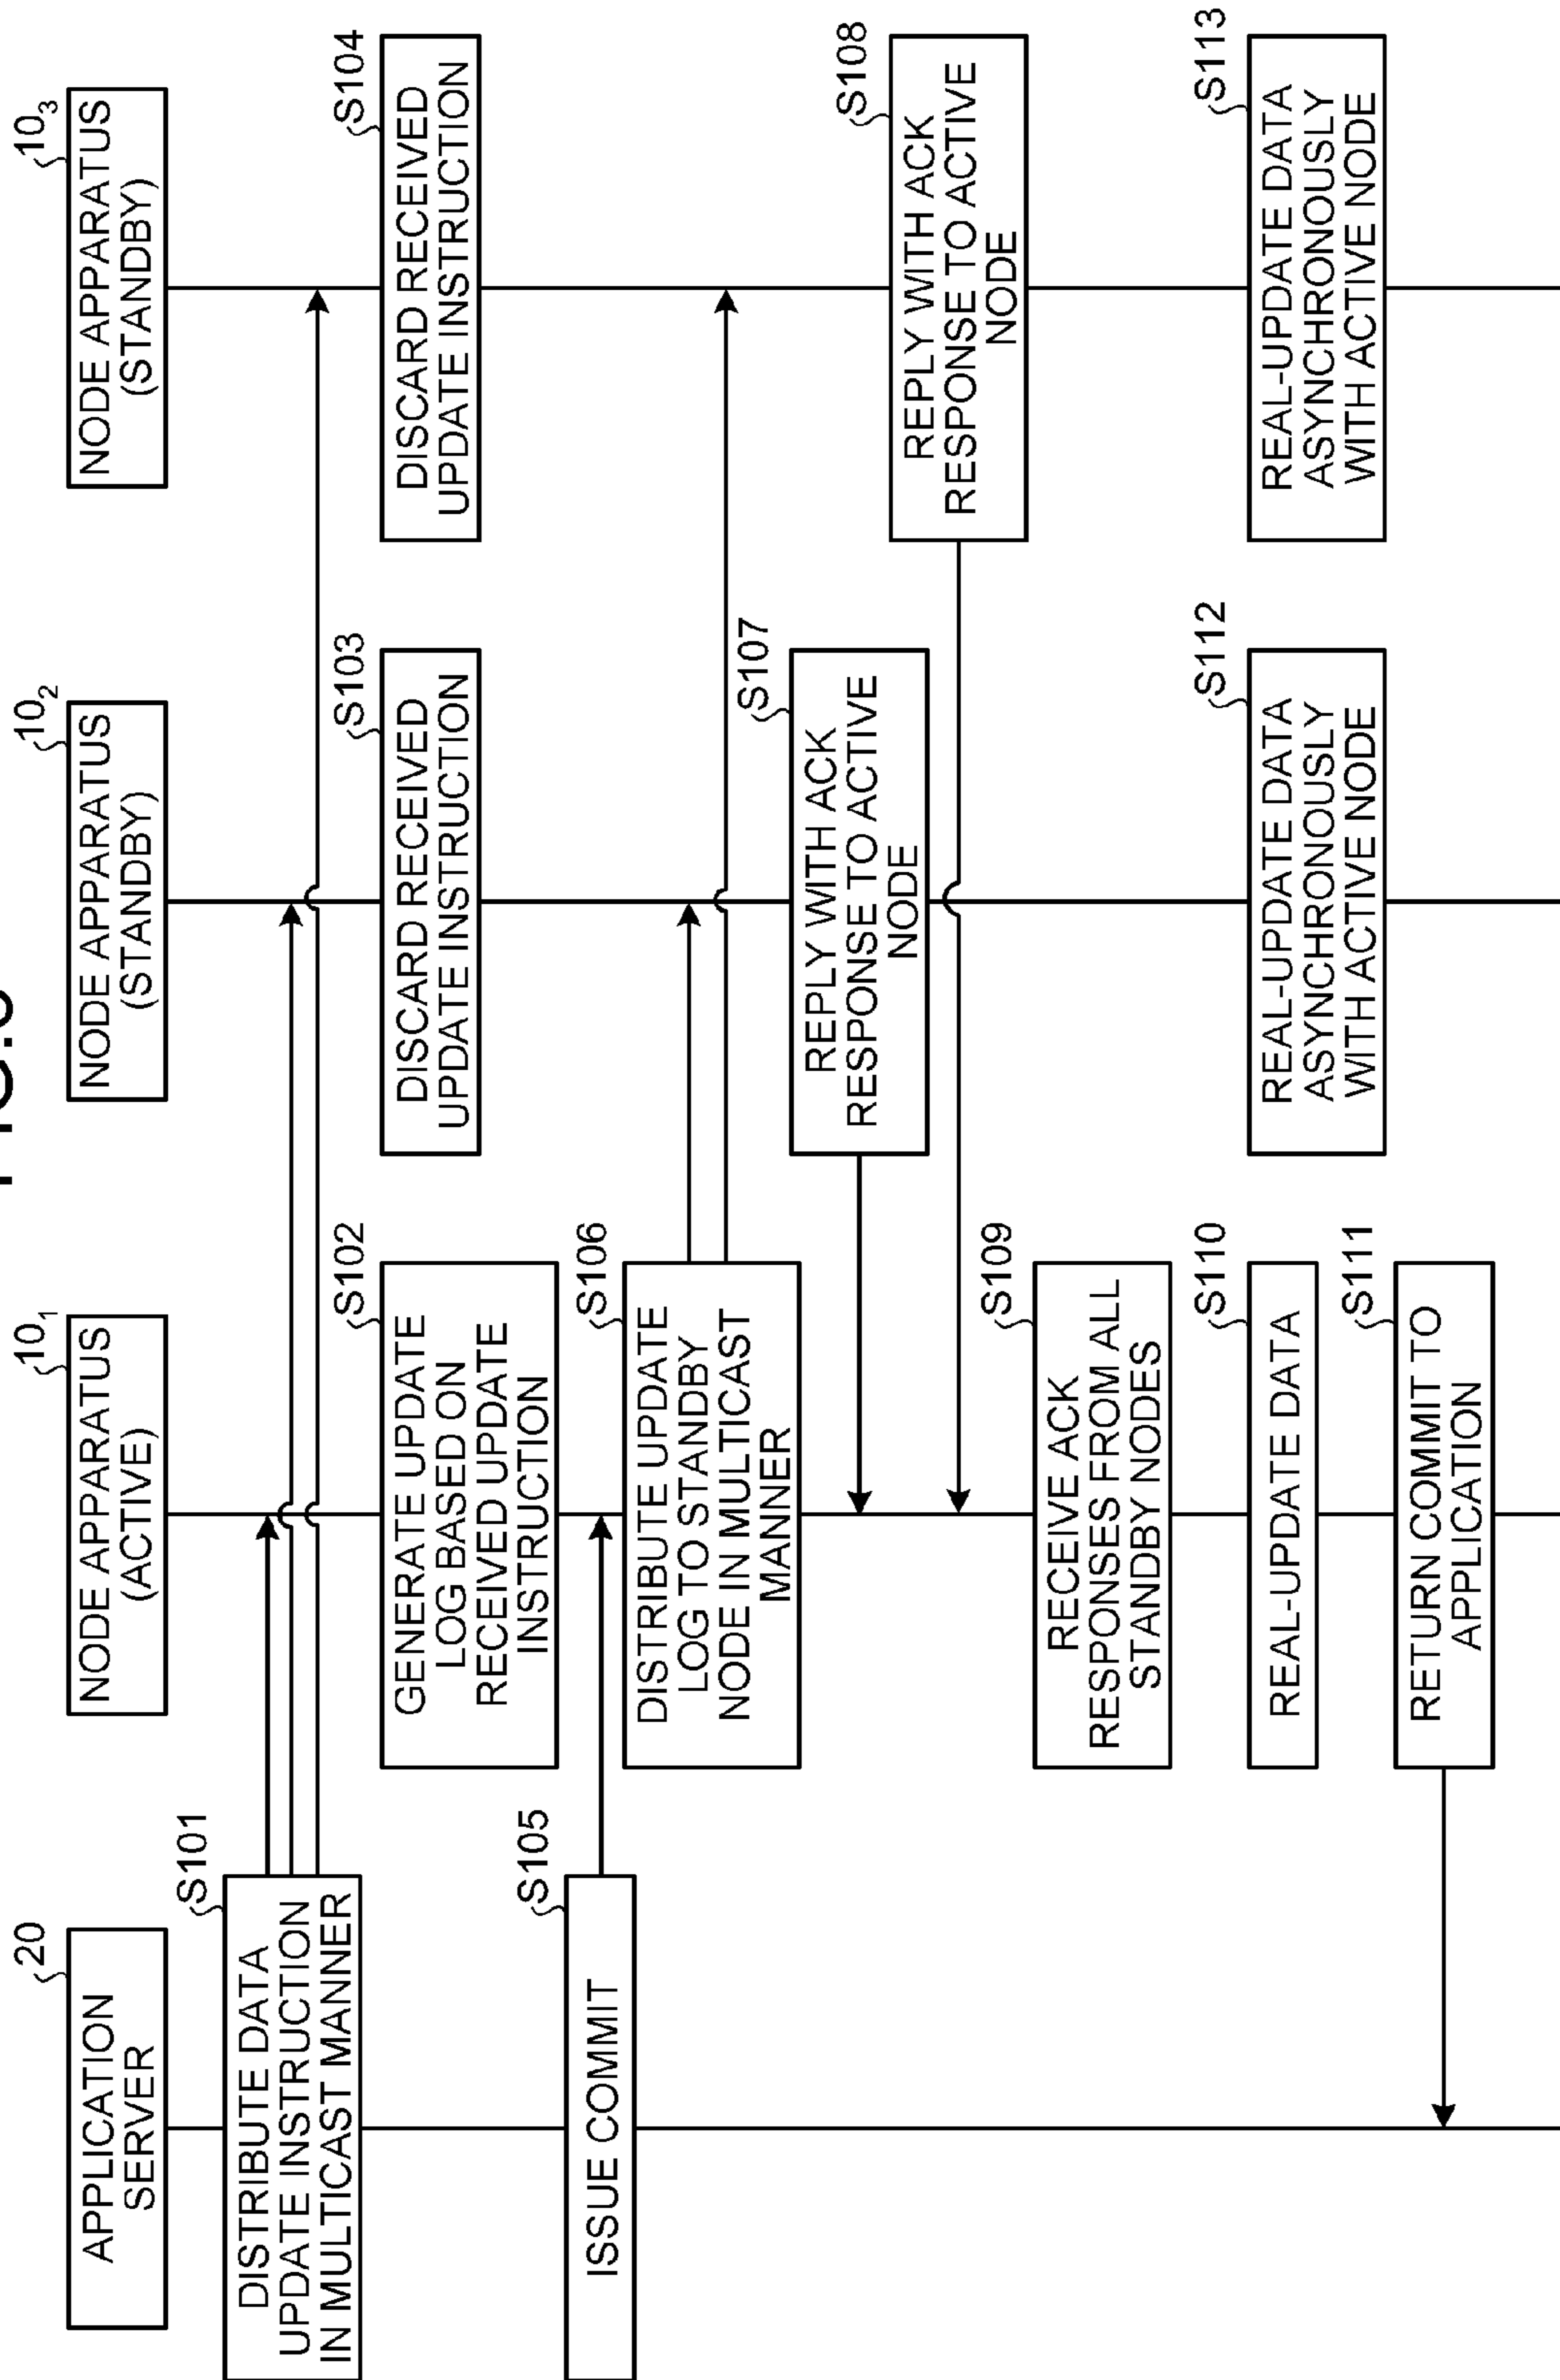 20
APPLICATION
SERVER
10₁
NODE APPARATUS
(ACTIVE)
10₂
NODE APPARATUS
(STANDBY)
10₃
NODE APPARATUS
(STANDBY)
S101
DISTRIBUTE DATA
UPDATE INSTRUCTION
IN MULTICAST MANNER
S102
GENERATE UPDATE
LOG BASED ON
RECEIVED UPDATE
INSTRUCTION
S103
DISCARD RECEIVED
UPDATE INSTRUCTION
S104
DISCARD RECEIVED
UPDATE INSTRUCTION
S105
ISSUE COMMIT
S106
DISTRIBUTE UPDATE
LOG TO STANDBY
NODE IN MULTICAST
MANNER
S107
REPLY WITH ACK
RESPONSE TO ACTIVE
NODE
S108
REPLY WITH ACK
RESPONSE TO ACTIVE
NODE
S109
RECEIVE ACK
RESPONSES FROM ALL
STANDBY NODES
S110
REAL-UPDATE DATA
S111
RETURN COMMIT TO
APPLICATION
S112
REAL-UPDATE DATA
ASYNCHRONOUSLY
WITH ACTIVE NODE
S113
REAL-UPDATE DATA
ASYNCHRONOUSLY
WITH ACTIVE NODE